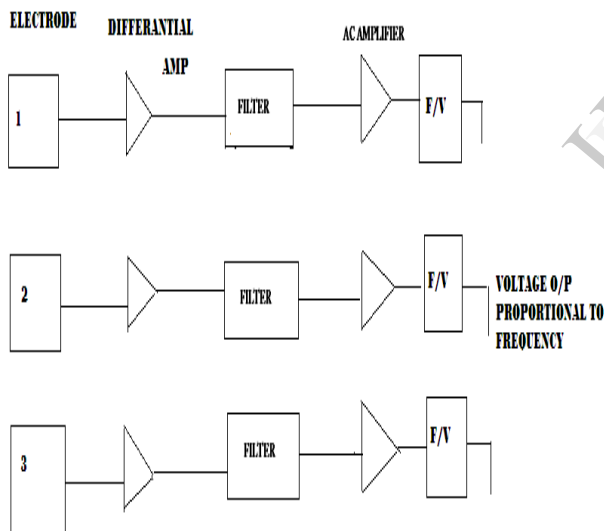 ELECTRODE
DIFFERANTIAL
AMP
AC AMPLIFIER
1
FILTER
F/V
2
FILTER
F/V
VOLTAGE O/P
PROPORTIONAL TO
FREQUENCY
3
FILTER
F/V